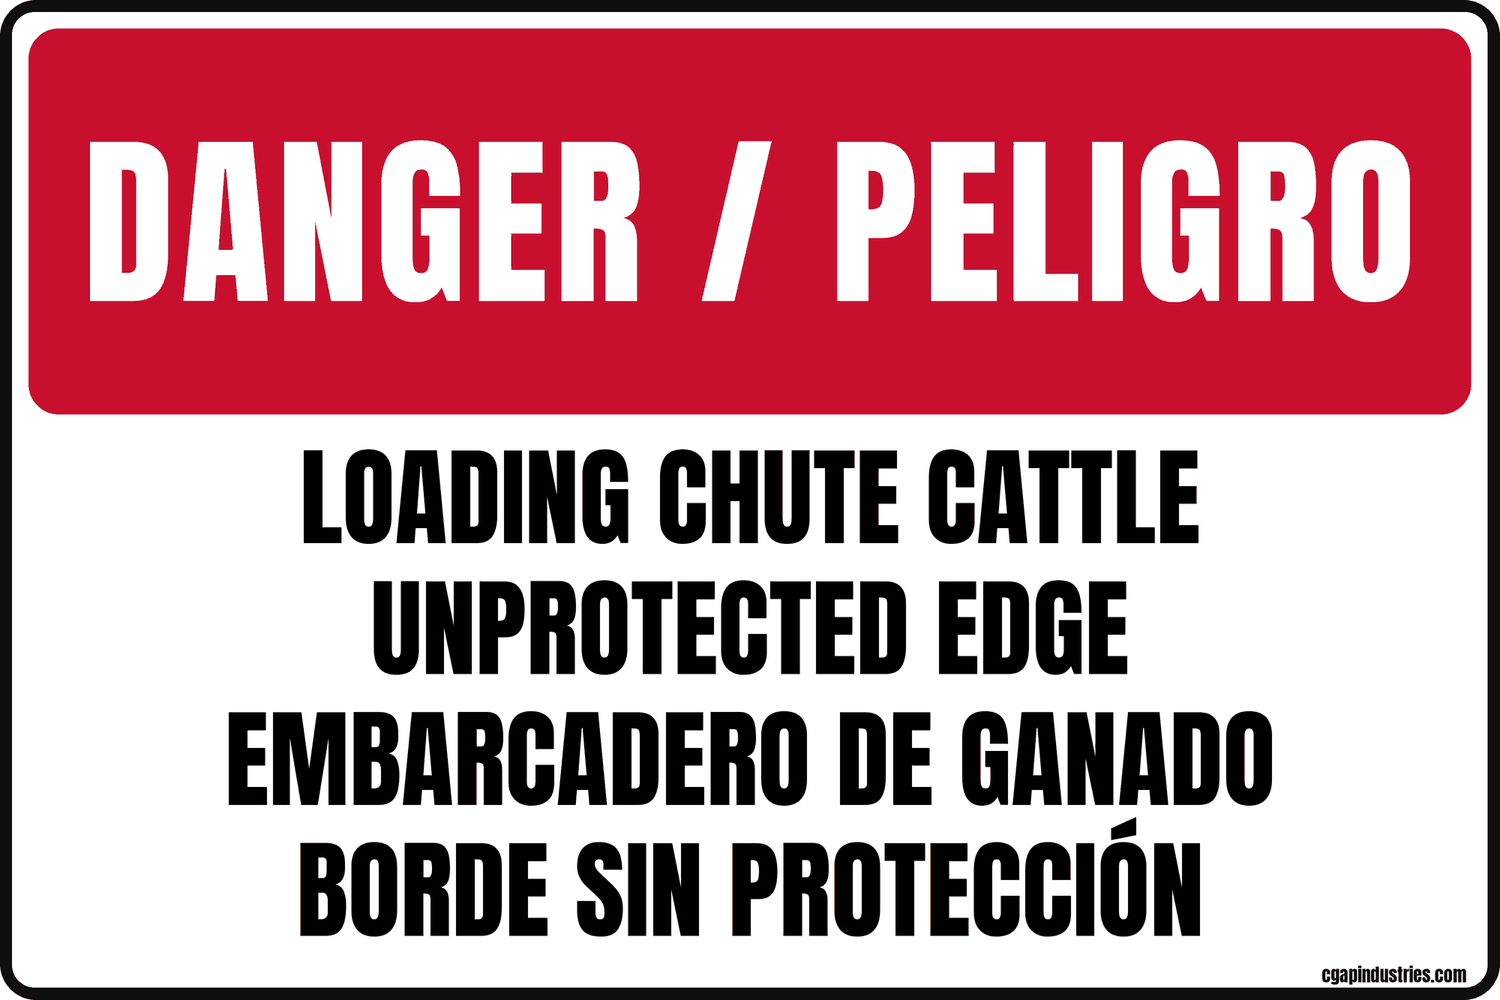 DANGER / PELIGRO
LOADING CHUTE CATTLE
UNPROTECTED EDGE
EMBARCADERO DE GANADO
BORDE SIN PROTECCIÓN
cgapindustries.com